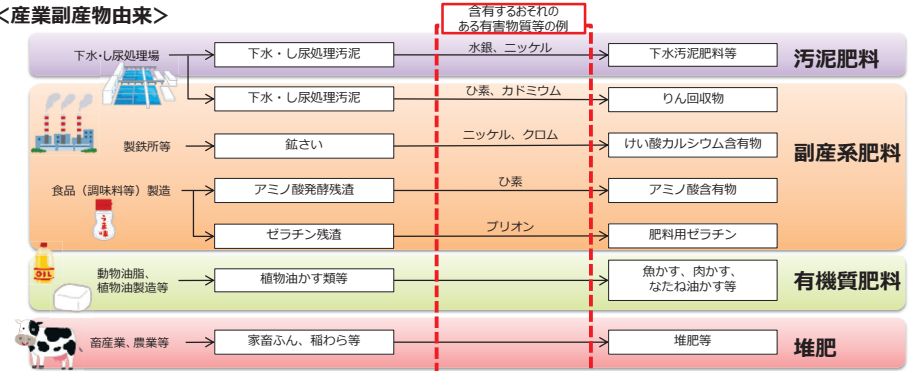 ＜産業副産物由来＞
含有するおそれの
ある有害物質等の例
下水・し尿処理場
下水・し尿処理汚泥
水銀、ニッケル
下水汚泥肥料等
汚泥肥料
下水・し尿処理汚泥
ひ素、カドミウム
りん回収物
製鉄所等
鉱さい
ニッケル、クロム
けい酸カルシウム含有物
副産系肥料
食品（調味料等）製造
アミノ酸発酵残渣
ひ素
アミノ酸含有物
うま味
ゼラチン残渣
プリオン
肥料用ゼラチン
OIL
動物油脂、
植物油製造等
植物油かす類等
魚かす、肉かす、
なたね油かす等
有機質肥料
畜産業、農業等
家畜ふん、稲わら等
堆肥等
堆肥